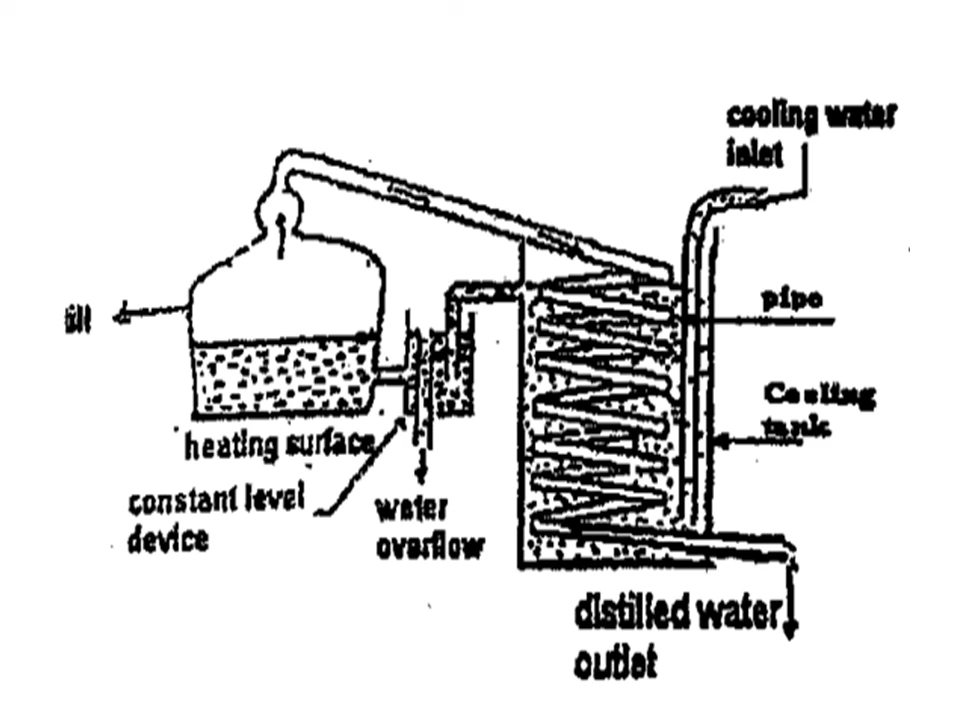 cooling water
inlet
pipe
Cooling
tank
heating surface
constant level
device
water
overflow
distilled water
outlet